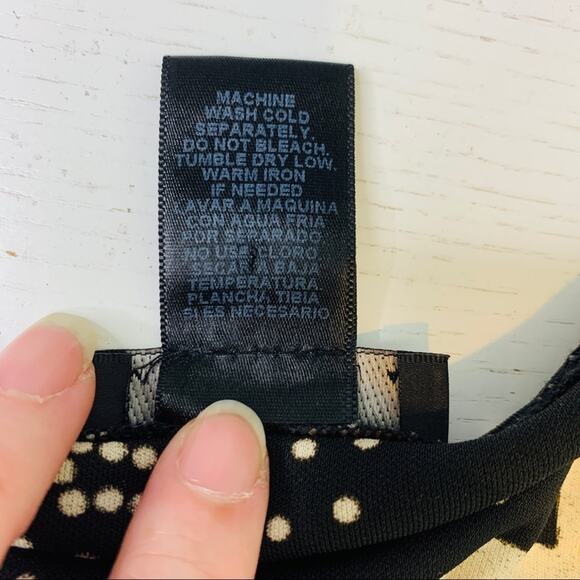 MACHINE
WASH COLD
SEPARATELY.
DO NOT BLEACH.
TUMBLE DRY LOW.
WARM IRON
IF NEEDED
LAVAR A MAQUINA
CON AGUA FRIA
POR SEPARADO
NO USE CLORO
SECAR A BAJA
TEMPERATURA
PLANCHA TIBIA
SI ES NECESARIO